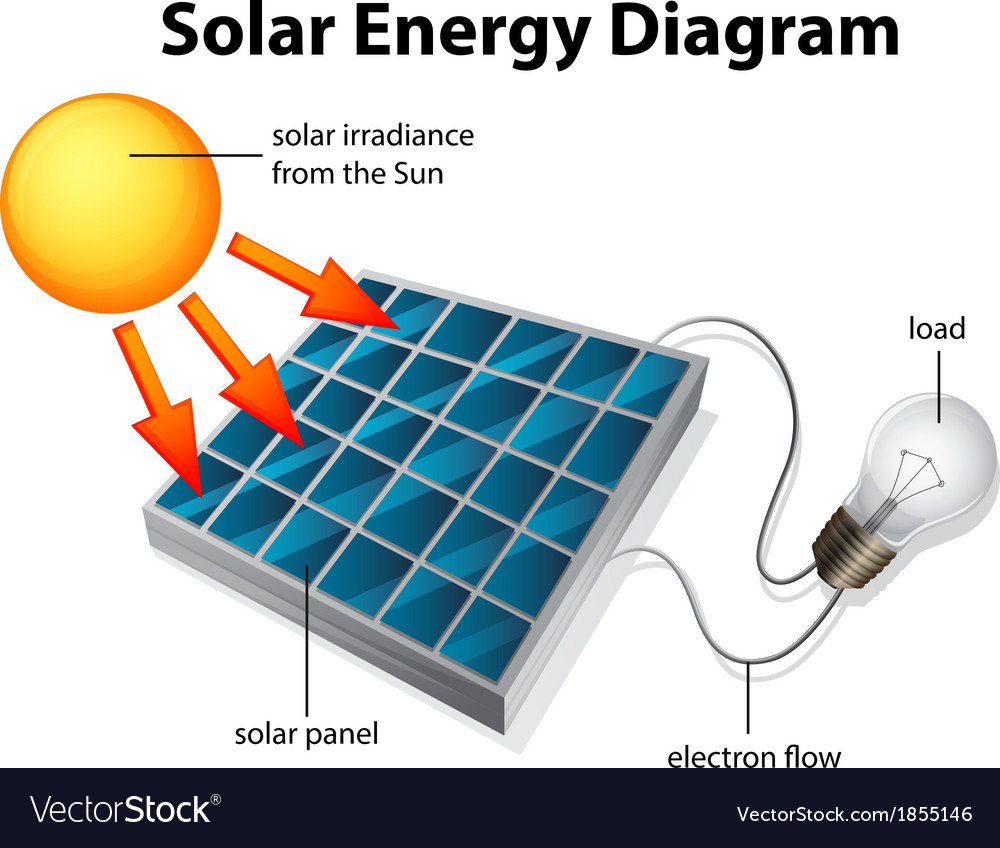 Solar Energy Diagram
solar irradiance
from the Sun
load
solar panel
electron flow
VectorStock®
VectorStock.com/1855146